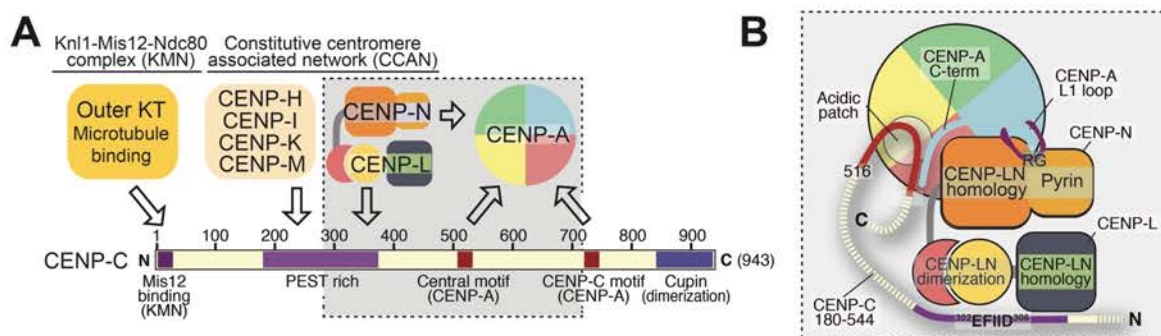 A
Knl1-Mis12-Ndc80
complex (KMN)
Constitutive centromere
associated network (CCAN)
Outer KT
Microtubule
binding
CENP-H
CENP-I
CENP-K
CENP-M
CENP-N
CENP-L
CENP-A
1 100 200 300 400 500 600 700 800 900
CENP-C N C (943)
Mis12
binding
(KMN)
PEST rich
Central motif
(CENP-A)
CENP-C motif
(CENP-A)
Cupin
(dimerization)
B
CENP-A
C-term
CENP-A
L1 loop
Acidic
patch
CENP-N
RG
516
CENP-LN
homology
Pyrin
C
CENP-L
CENP-LN
dimerization
CENP-LN
homology
CENP-C
180-544
302EFIID306
N